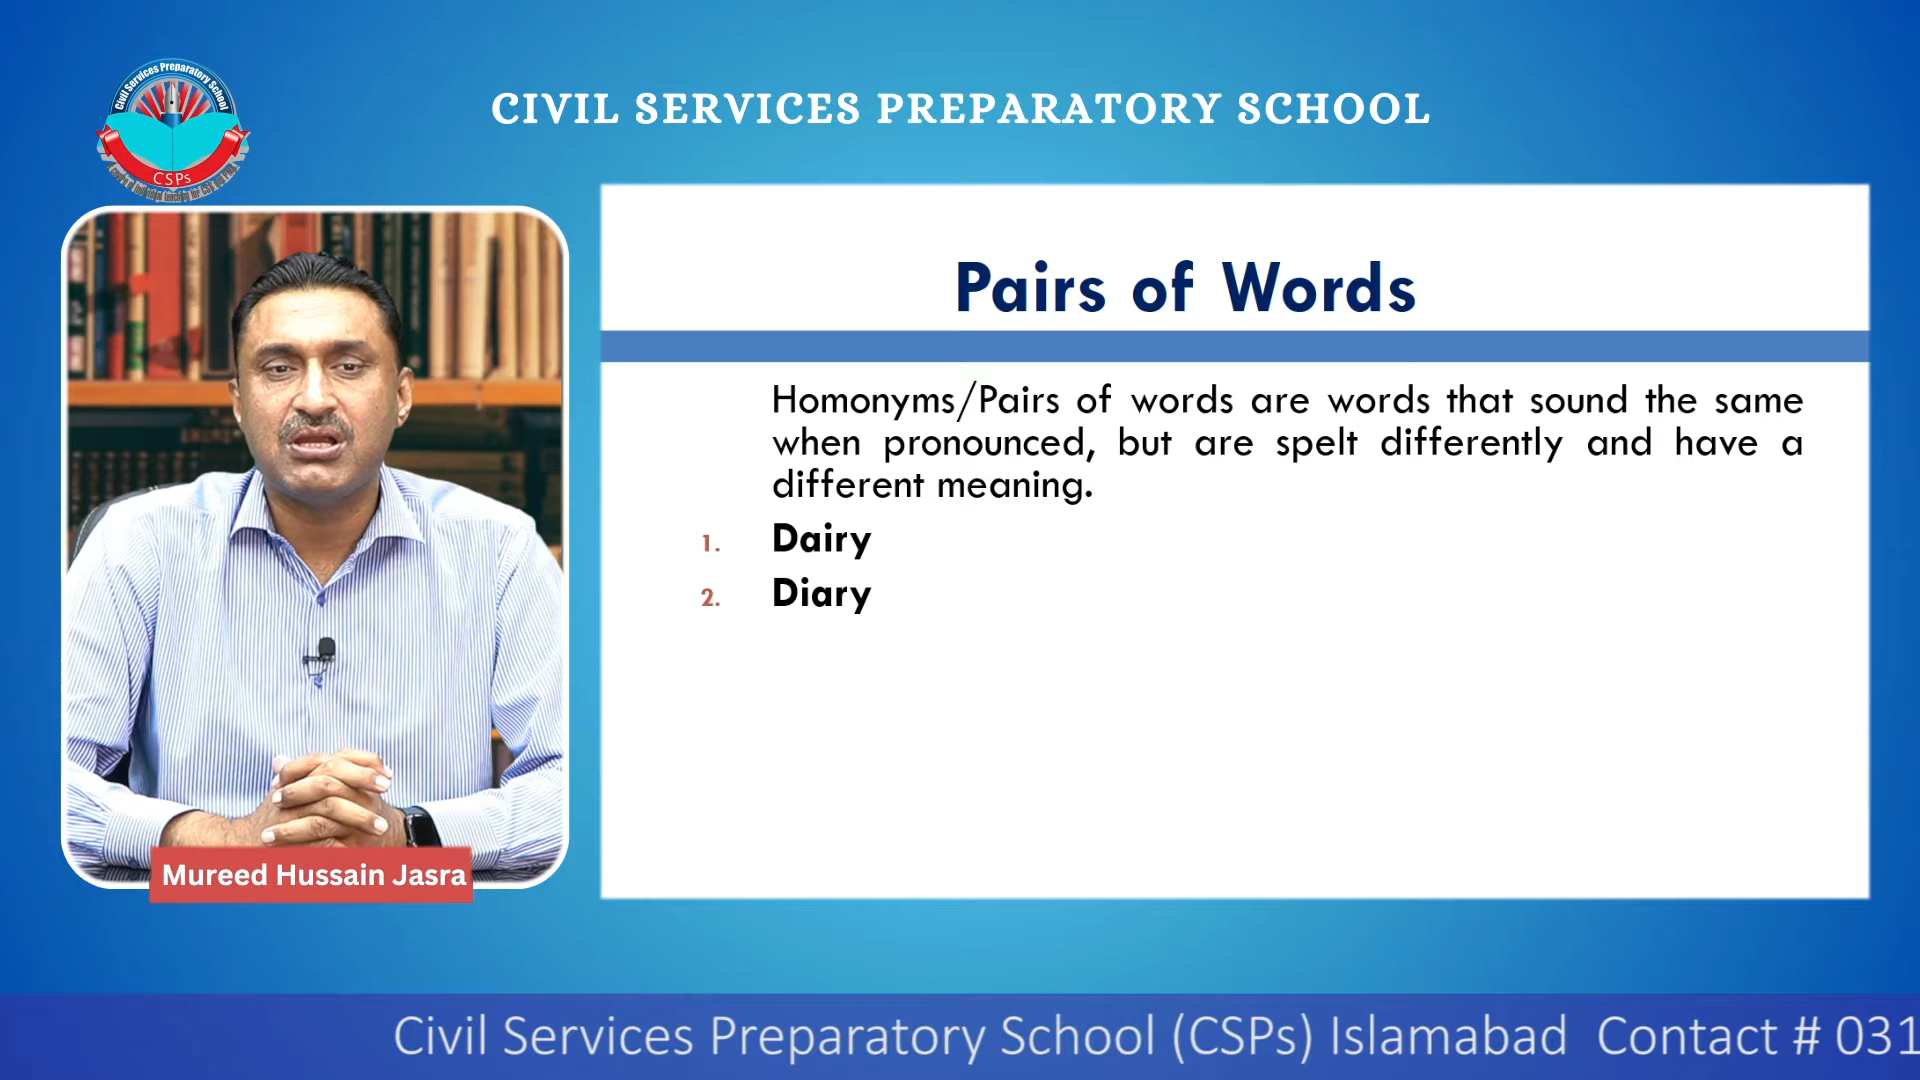 Civil Services Preparatory School
CSPs
CIVIL SERVICES PREPARATORY SCHOOL
Pairs of Words
Homonyms/Pairs of words are words that sound the same
when pronounced, but are spelt differently and have a
different meaning.
1. Dairy
2. Diary
Mureed Hussain Jasra
Civil Services Preparatory School (CSPs) Islamabad Contact # 031